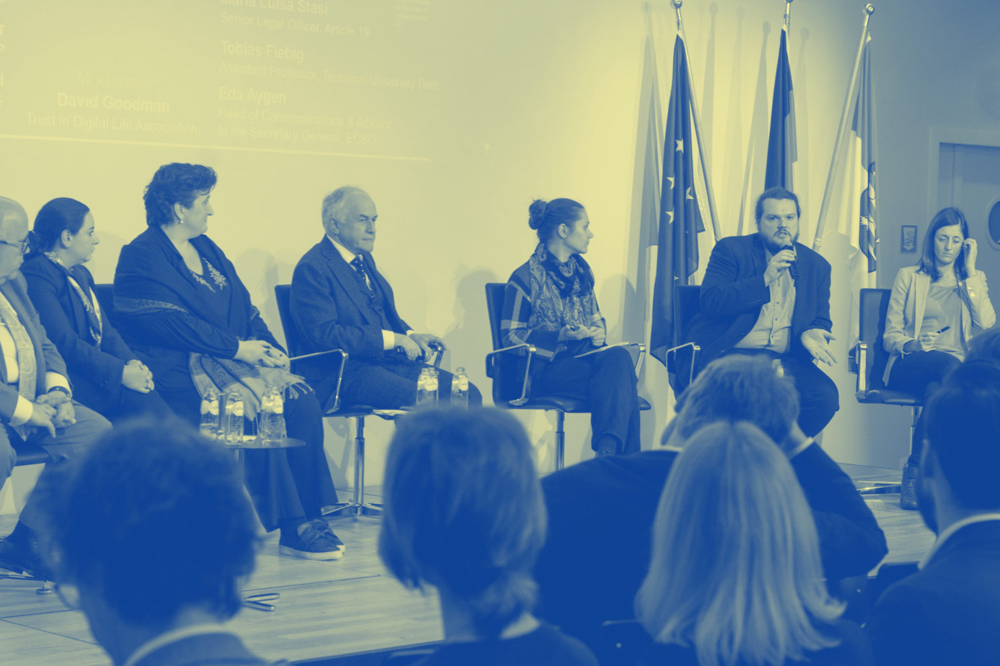 Maria Luisa Stasi
Senior Legal Officer, Article 19
Tobias Fiebig
Assistant Professor, Technical University Delft
Moderator
David Goodman
Trust in Digital Life Association
Eda Aygen
Head of Communications & Advisor
to the Secretary General, ECSO